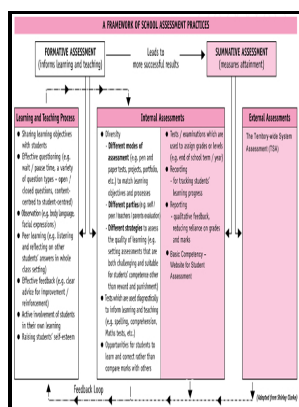 A FRAMEWORK OF SCHOOL ASSESSMENT PRACTICES
FORMATIVE ASSESSMENT
(informs learning and teaching)
Leads to
more successful results
SUMMATIVE ASSESSMENT
(measures attainment)
Learning and Teaching Process
● Sharing learning objectives
with students
● Effective questioning (e.g.
wait / pause time, a variety
of question types – open /
closed questions, content-
centred to student-centred)
● Observation (e.g. body language,
facial expressions)
● Peer learning (e.g. listening
and reflecting on other
students' answers in whole
class setting)
● Effective feedback (e.g. clear
advice for improvement /
reinforcement)
● Active involvement of students
in their own learning
● Raising students' self-esteem
Internal Assessments
● Diversity
- Different modes of
assessment (e.g. pen and
paper tests, projects, portfolio,
etc.) to match learning
objectives and processes
- Different parties (e.g. self /
peer / teachers / parents evaluation)
- Different strategies to assess
the quality of learning (e.g.
setting assessments that are
both challenging and suitable
for students' competence other
than reward and punishment)
● Tests which are used diagnostically
to inform learning and teaching
(e.g. spelling, comprehension,
Maths tests, etc.)
● Opportunities for students to
learn and correct rather than
compare marks with others
● Tests / examinations which are
used to assign grades or levels
(e.g. end of school term / year)
● Recording
- for tracking students'
learning progress
● Reporting
- qualitative feedback,
reducing reliance on grades
and marks
● Basic Competency –
Website for Student
Assessment
External Assessments
The Territory-wide System
Assessment (TSA)
Feedback Loop
(Adapted from Shirley Clarke)